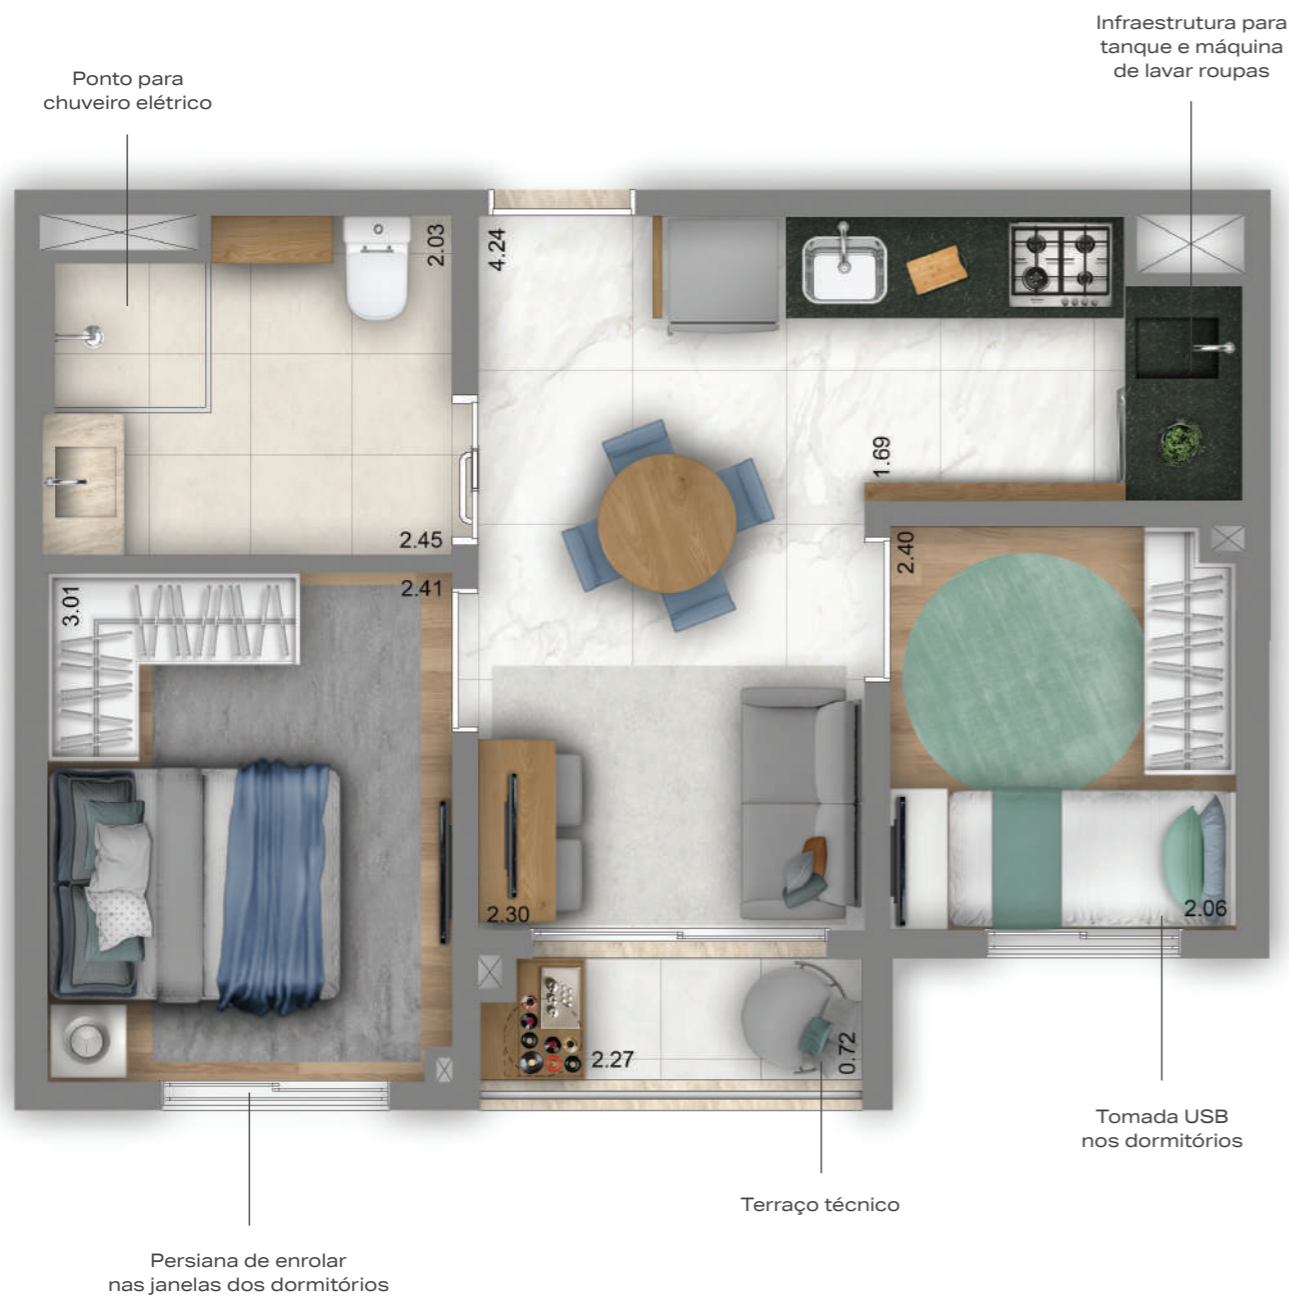 Infraestrutura para
tanque e máquina
de lavar roupas
Ponto para
chuveiro elétrico
2.03
4.24
1.69
2.45
2.40
2.41
3.01
2.30
2.06
2.27
0.72
Tomada USB
nos dormitórios
Terraço técnico
Persiana de enrolar
nas janelas dos dormitórios